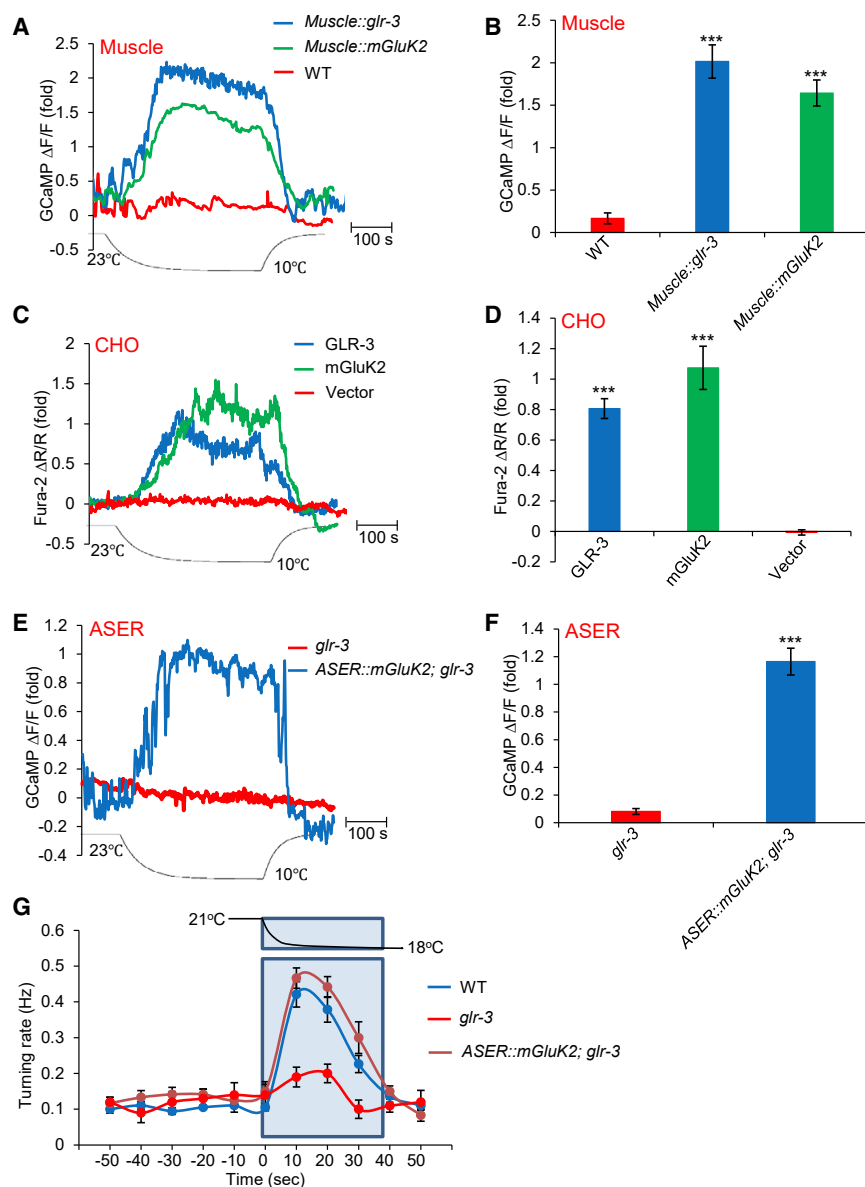 A
Muscle
Muscle::glr-3
Muscle::mGluK2
WT
GCaMP ΔF/F (fold)
2.5
2
1.5
1
0.5
0
-0.5
23℃
10℃
100 s
B
Muscle
GCaMP ΔF/F (fold)
2.5
2
1.5
1
0.5
0
***
***
WT
Muscle::glr-3
Muscle::mGluK2
C
CHO
GLR-3
mGluK2
Vector
Fura-2 ΔR/R (fold)
2
1.5
1
0.5
0
-0.5
23℃
10℃
100 s
D
CHO
Fura-2 ΔR/R (fold)
1.4
1.2
1
0.8
0.6
0.4
0.2
0
-0.2
***
***
GLR-3
mGluK2
Vector
E
ASER
glr-3
ASER::mGluK2; glr-3
GCaMP ΔF/F (fold)
1.2
1
0.8
0.6
0.4
0.2
0
-0.2
-0.4
23℃
10℃
100 s
F
ASER
GCaMP ΔF/F (fold)
1.4
1.2
1
0.8
0.6
0.4
0.2
0
***
glr-3
ASER::mGluK2; glr-3
G
21°C
18°C
Turning rate (Hz)
0.6
0.5
0.4
0.3
0.2
0.1
0
WT
glr-3
ASER::mGluK2; glr-3
-50 -40 -30 -20 -10 0 10 20 30 40 50
Time (sec)